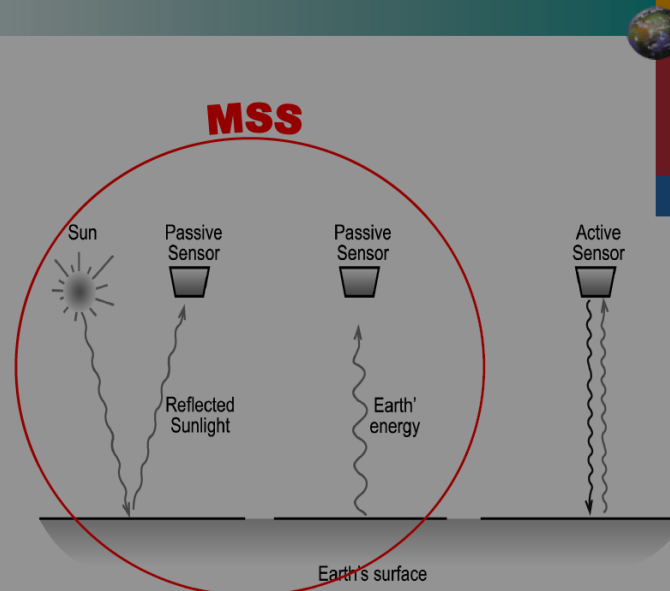 MSS
Sun
Passive
Sensor
Passive
Sensor
Active
Sensor
Reflected
Sunlight
Earth'
energy
Earth's surface